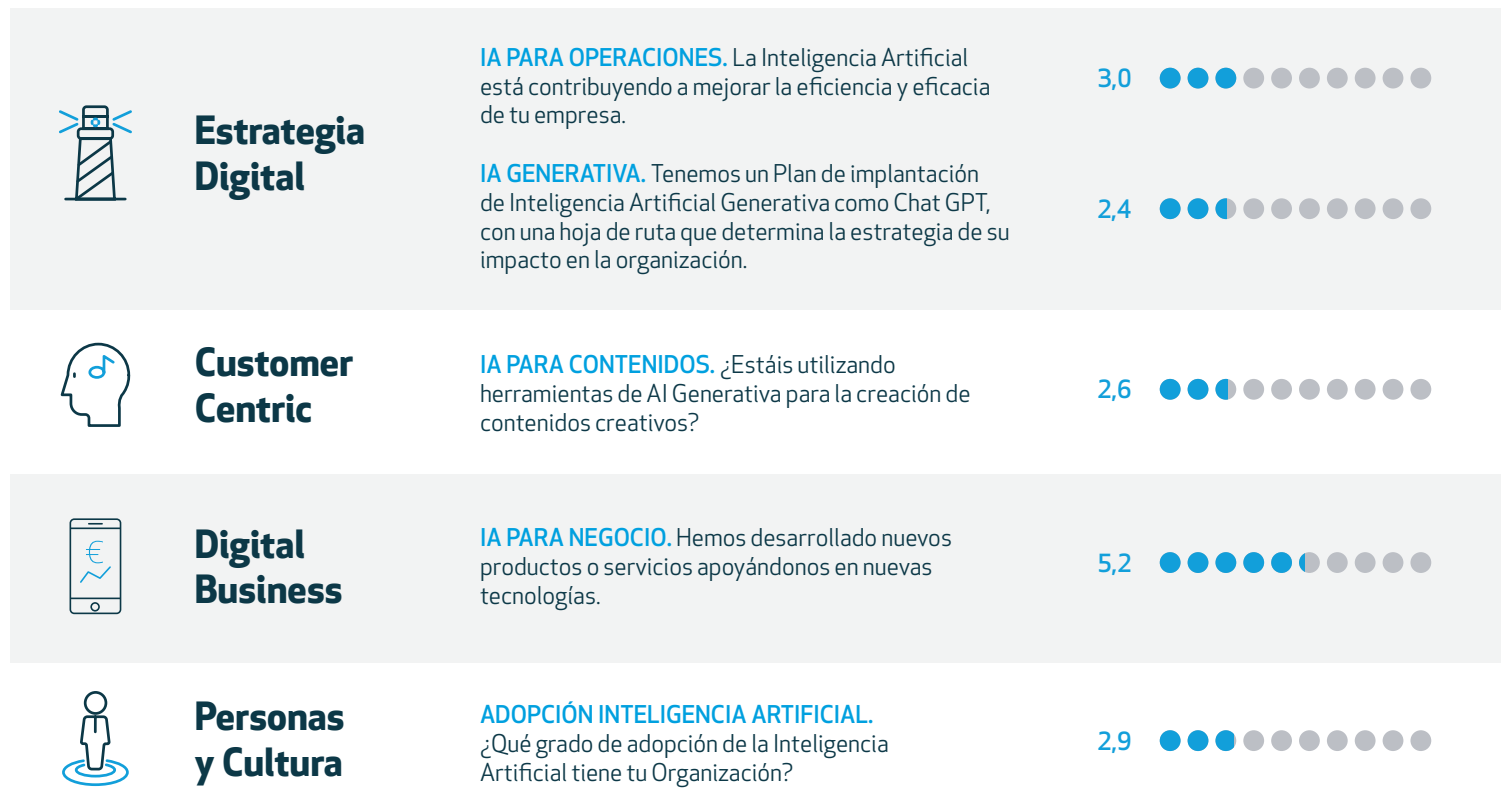 Estrategia
Digital
IA PARA OPERACIONES. La Inteligencia Artificial
está contribuyendo a mejorar la eficiencia y eficacia
de tu empresa.
3,0
IA GENERATIVA. Tenemos un Plan de implantación
de Inteligencia Artificial Generativa como Chat GPT,
con una hoja de ruta que determina la estrategia de su
impacto en la organización.
2,4
Customer
Centric
IA PARA CONTENIDOS. ¿Estáis utilizando
herramientas de AI Generativa para la creación de
contenidos creativos?
2,6
€
Digital
Business
IA PARA NEGOCIO. Hemos desarrollado nuevos
productos o servicios apoyándonos en nuevas
tecnologías.
5,2
Personas
y Cultura
ADOPCIÓN INTELIGENCIA ARTIFICIAL.
¿Qué grado de adopción de la Inteligencia
Artificial tiene tu Organización?
2,9